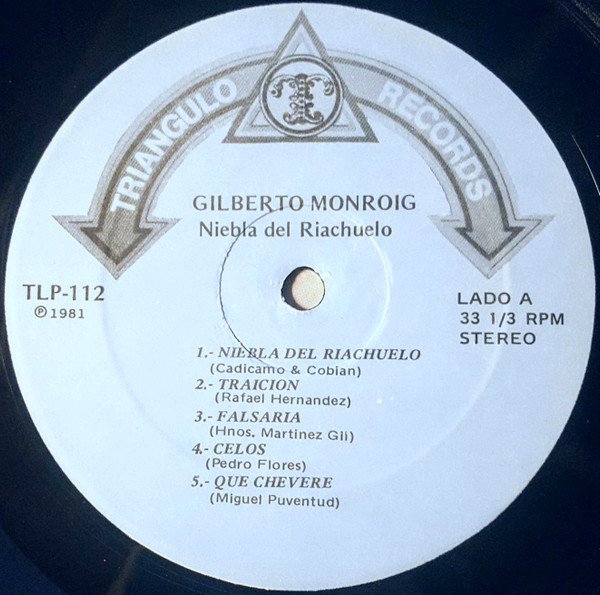 TRIANGULO RECORDS
T
GILBERTO MONROIG
Niebla del Riachuelo
TLP-112
Ⓟ 1981
LADO A
33 1/3 RPM
STEREO
1.- NIEBLA DEL RIACHUELO
(Cadicamo & Cobian)
2.- TRAICION
(Rafael Hernandez)
3.- FALSARIA
(Hnos. Martinez Gil)
4.- CELOS
(Pedro Flores)
5.- QUE CHEVERE
(Miguel Puventud)